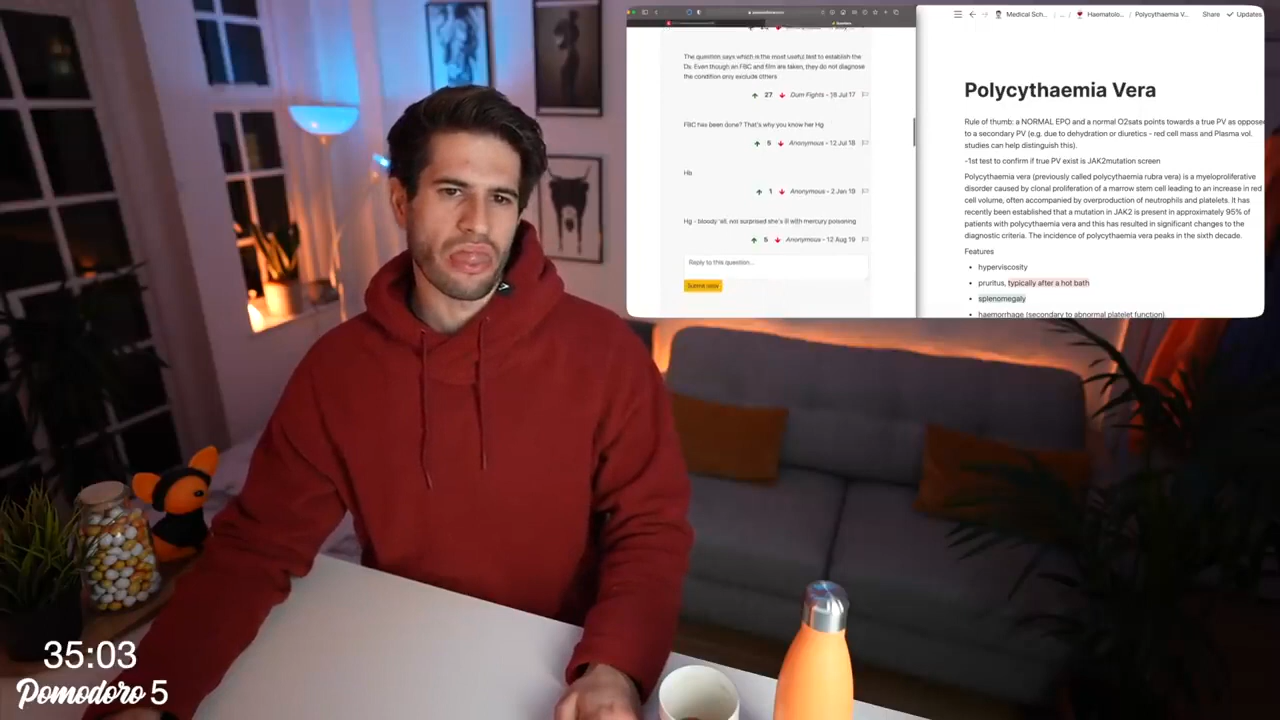 The question says which is the most useful test to establish the
Dx. Even though an FBC and film are taken, they do not diagnose
the condition only exclude others
27 Dum Fights - 16 Jul 17
FBC has been done? That's why you know her Hg
5 Anonymous - 12 Jul 18
Hb
1 Anonymous - 2 Jan 19
Hg - bloody 'ell, not surprised she's ill with mercury poisoning
5 Anonymous - 12 Aug 19
Reply to this question...
Submit reply
Medical Sch... / ... / Haematolo... / Polycythaemia V... Share Updates
Polycythaemia Vera
Rule of thumb: a NORMAL EPO and a normal O2sats points towards a true PV as oppose
to a secondary PV (e.g. due to dehydration or diuretics - red cell mass and Plasma vol.
studies can help distinguish this).
-1st test to confirm if true PV exist is JAK2mutation screen
Polycythaemia vera (previously called polycythaemia rubra vera) is a myeloproliferative
disorder caused by clonal proliferation of a marrow stem cell leading to an increase in red
cell volume, often accompanied by overproduction of neutrophils and platelets. It has
recently been established that a mutation in JAK2 is present in approximately 95% of
patients with polycythaemia vera and this has resulted in significant changes to the
diagnostic criteria. The incidence of polycythaemia vera peaks in the sixth decade.
Features
• hyperviscosity
• pruritus, typically after a hot bath
• splenomegaly
• haemorrhage (secondary to abnormal platelet function)
35:03
Pomodoro 5